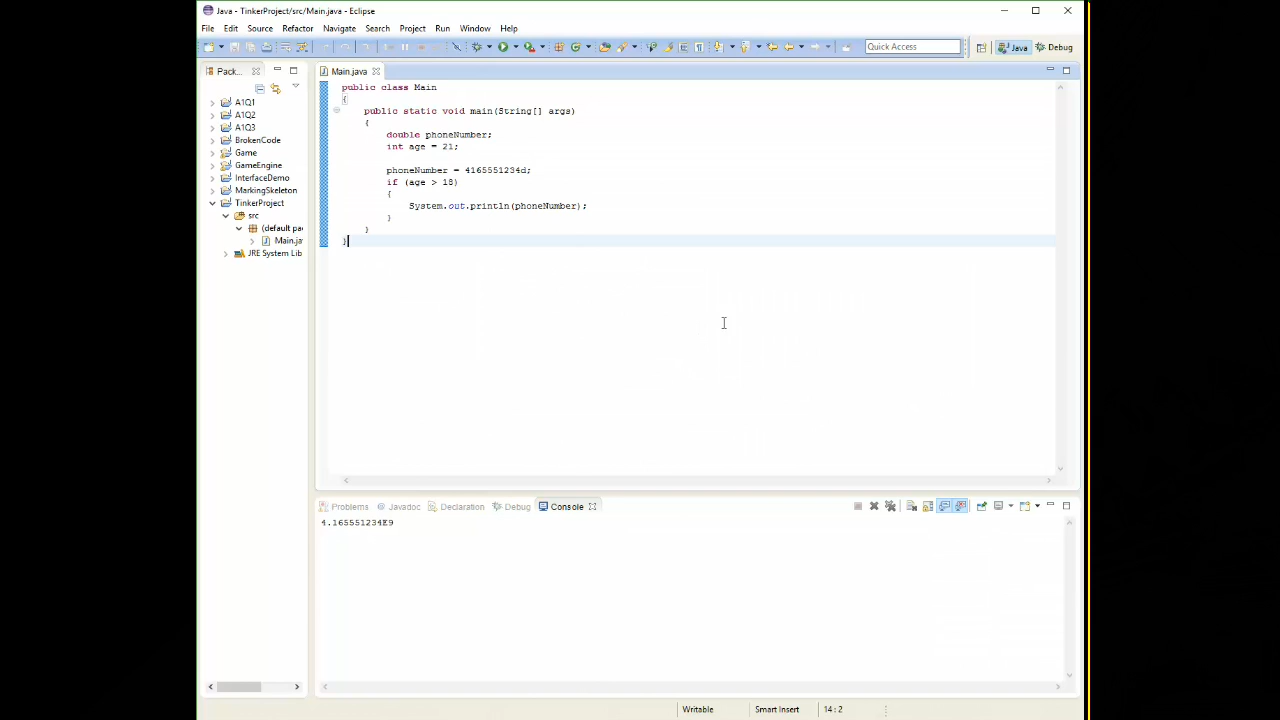 Java - TinkerProject/src/Main.java - Eclipse
File Edit Source Refactor Navigate Search Project Run Window Help
Quick Access
Java
Debug
Pack...
A1Q1
A1Q2
A1Q3
BrokenCode
Game
GameEngine
InterfaceDemo
MarkingSkeleton
TinkerProject
src
(default pa
Main.ja
JRE System Lib
Main.java
public class Main
{
public static void main(String[] args)
{
double phoneNumber;
int age = 21;
phoneNumber = 4165551234d;
if (age > 18)
{
System.out.println(phoneNumber);
}
}
}
Problems Javadoc Declaration Debug Console
4.165551234E9
Writable Smart Insert 14 : 2